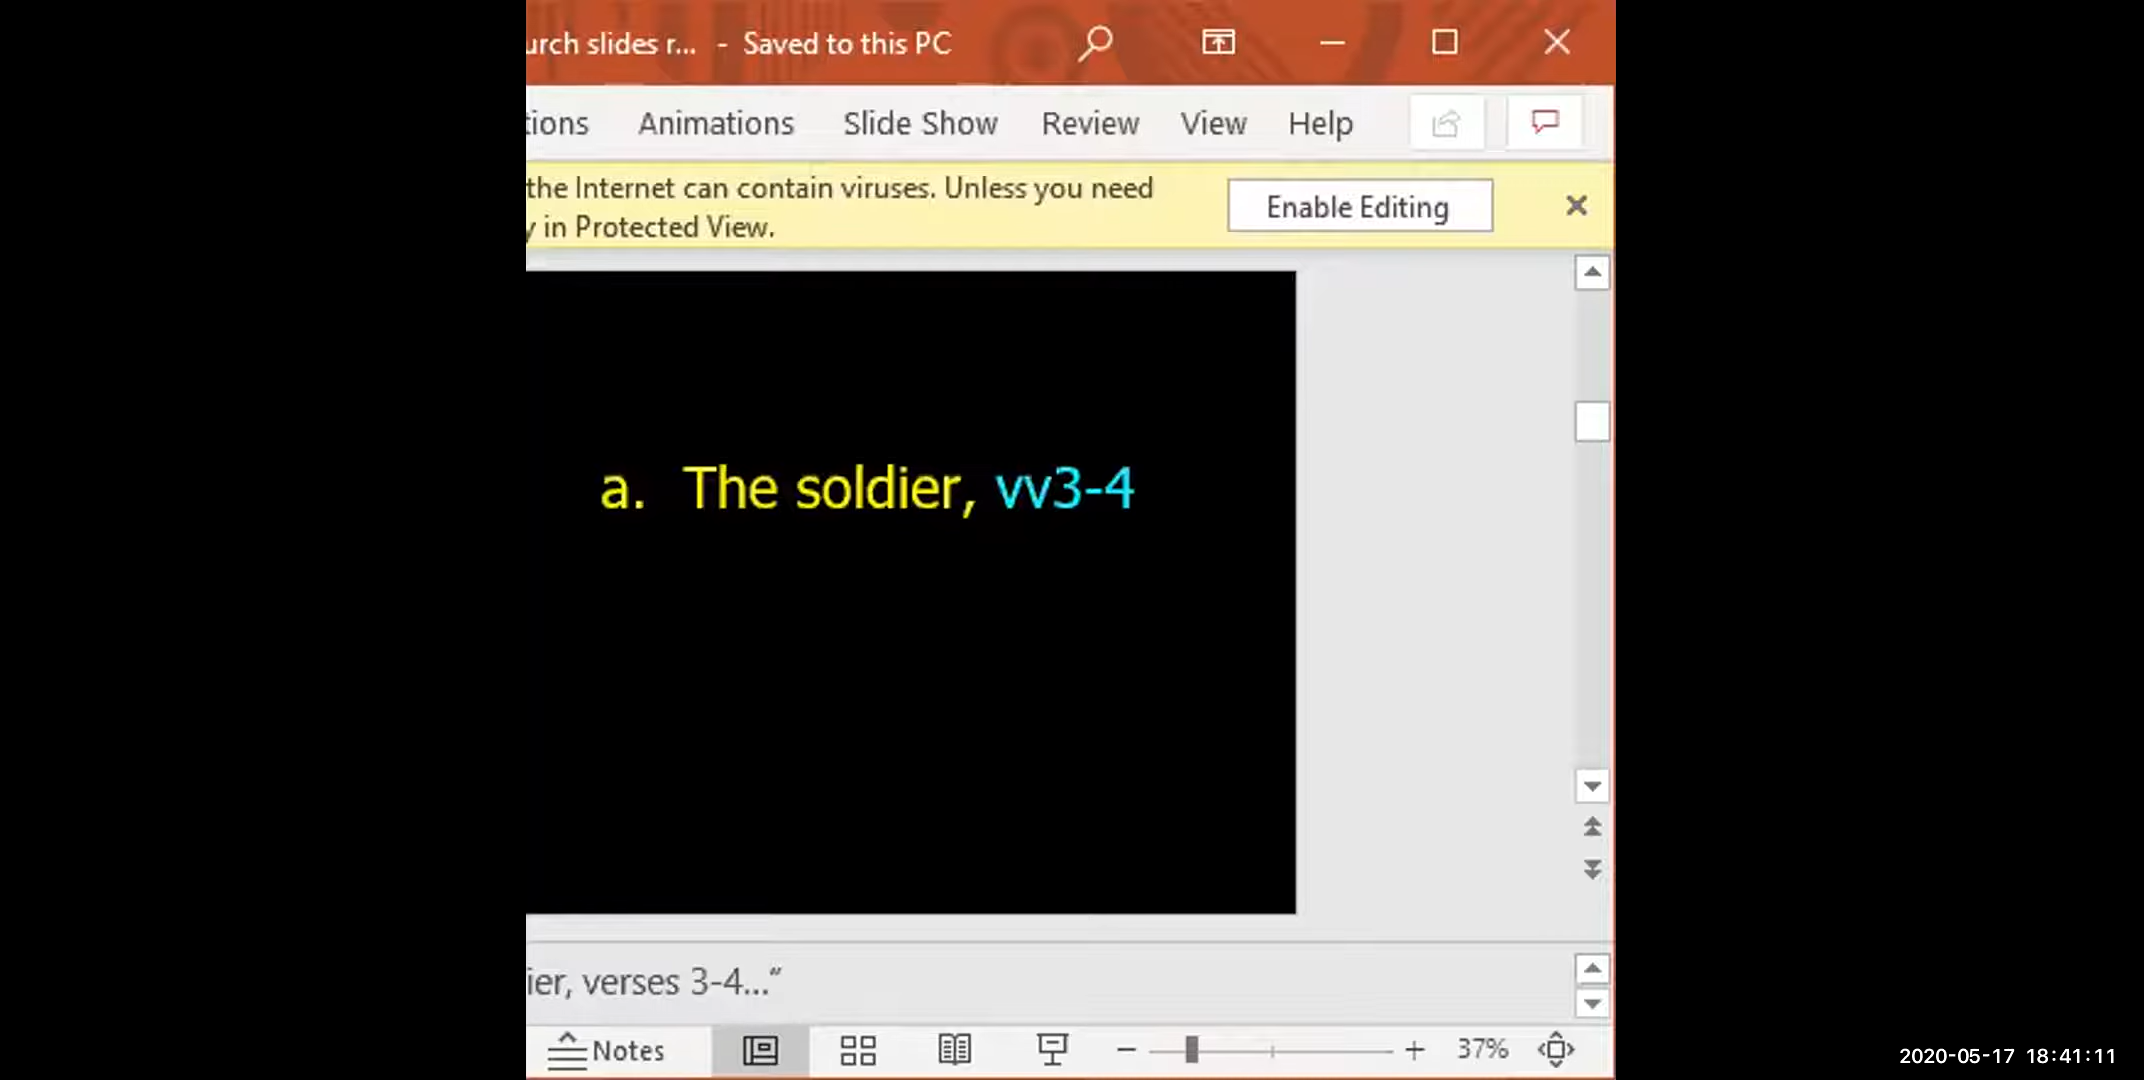 urch slides r... - Saved to this PC
tions Animations Slide Show Review View Help
the Internet can contain viruses. Unless you need
y in Protected View.
Enable Editing
a. The soldier, vv3-4
ier, verses 3-4...“
Notes
37%
2020-05-17 18:41:11